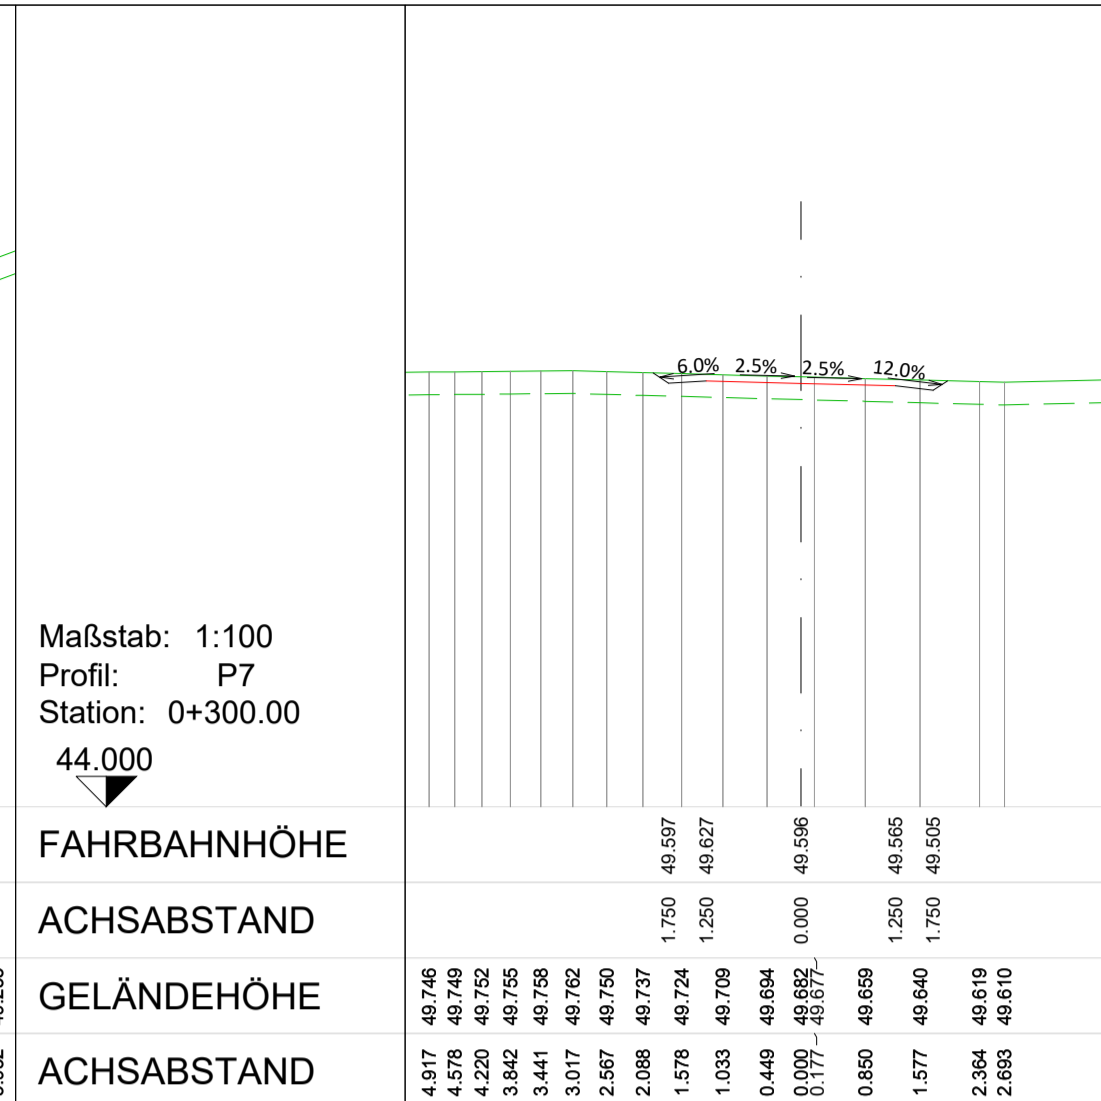 6.0% 2.5% 2.5% 12.0%
Maßstab: 1:100
Profil: P7
Station: 0+300.00
44.000
FAHRBAHNHÖHE 49.597 49.627 49.596 49.565 49.505
ACHSABSTAND 1.750 1.250 0.000 1.250 1.750
GELÄNDEHÖHE 49.746 49.749 49.752 49.755 49.758 49.762 49.750 49.737 49.724 49.709 49.694 49.682 49.677 49.659 49.640 49.619 49.610
ACHSABSTAND 4.917 4.578 4.220 3.842 3.441 3.017 2.567 2.088 1.578 1.033 0.449 0.000 0.177 0.850 1.577 2.364 2.693